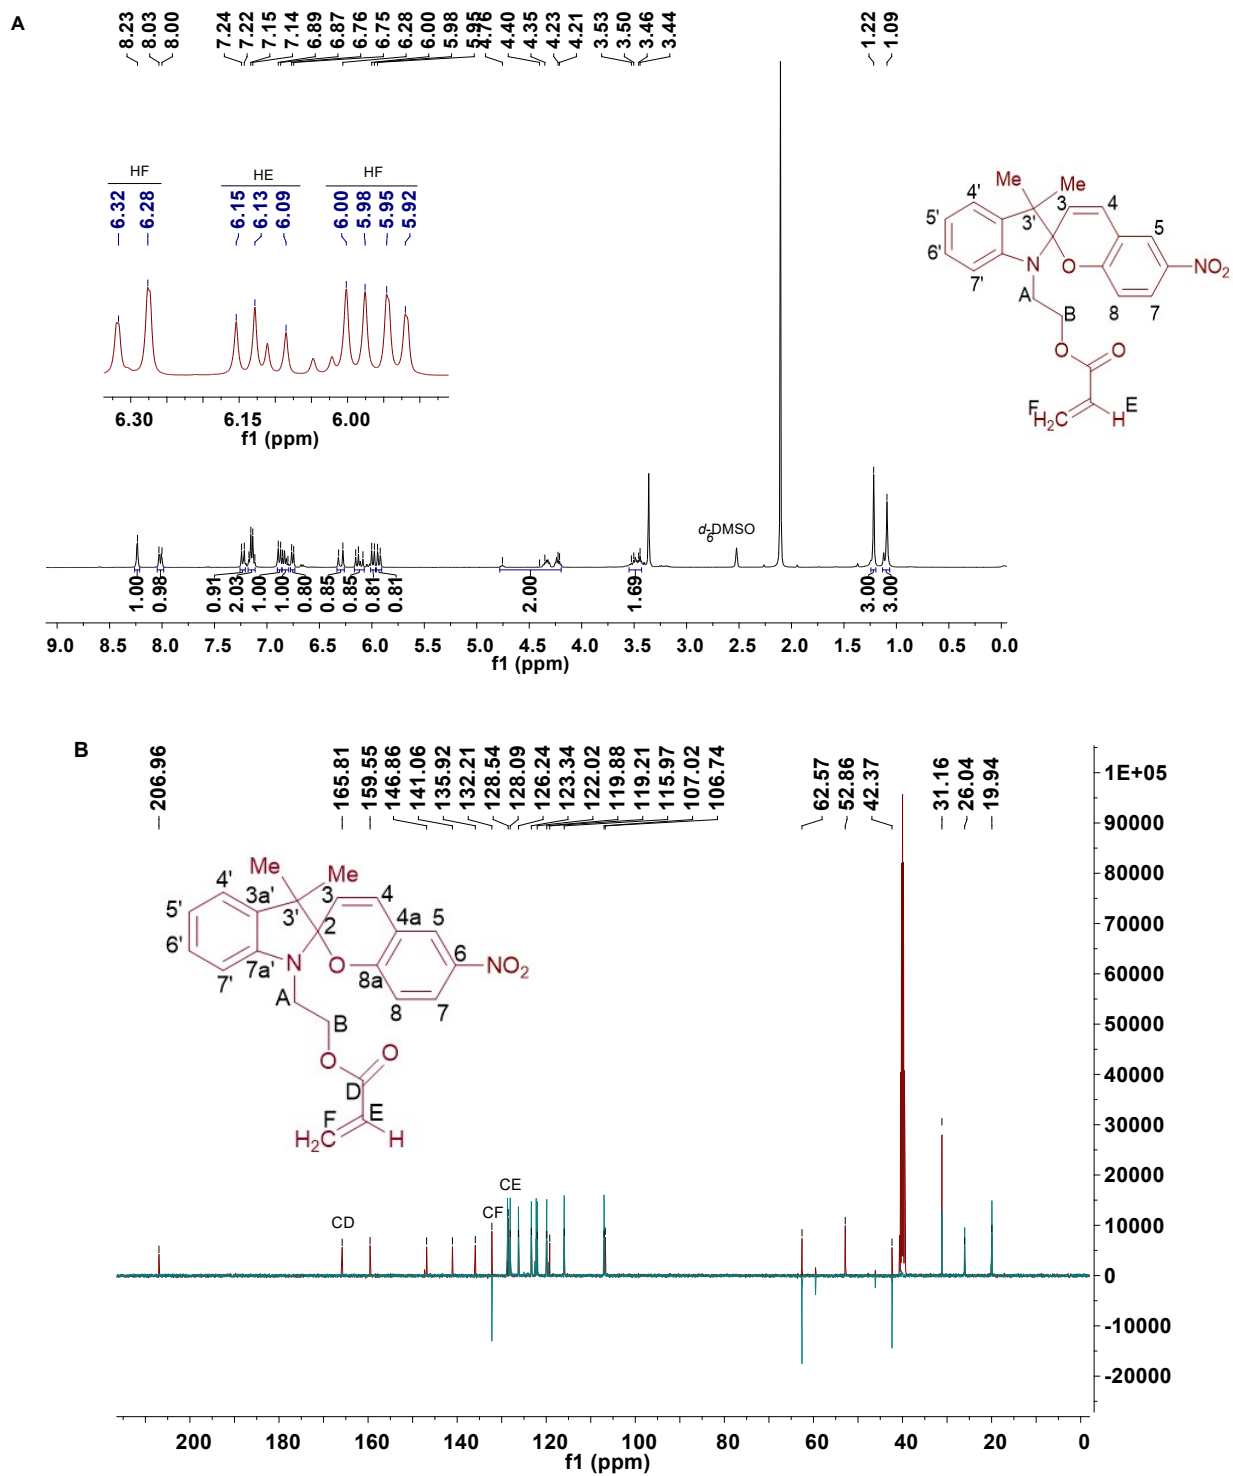 A
8.23 8.03 8.00 7.24 7.22 7.15 7.14 6.89 6.87 6.76 6.75 6.28 6.00 5.98 5.95 4.76 4.40 4.35 4.23 4.21 3.53 3.50 3.46 3.44 1.22 1.09
HF HE HF
6.32 6.28 6.15 6.13 6.09 6.00 5.98 5.95 5.92
6.30 6.15 6.00
f1 (ppm)
Me Me
4' 3 4
5' 3' 5
6' N O NO2
7' 8 7
A
B
O O
F H2C H E
d6-DMSO
1.00 0.98 0.91 2.03 1.00 1.00 0.80 0.85 0.85 0.81 0.81 2.00 1.69 3.00 3.00
9.0 8.5 8.0 7.5 7.0 6.5 6.0 5.5 5.0 4.5 4.0 3.5 3.0 2.5 2.0 1.5 1.0 0.5 0.0
f1 (ppm)
B
206.96 165.81 159.55 146.86 141.06 135.92 132.21 128.54 128.09 126.24 123.34 122.02 119.88 119.21 115.97 107.02 106.74 62.57 52.86 42.37 31.16 26.04 19.94
Me Me
4' 3a' 3 4
5' 3' 2 4a 5
6' 7a' N O 6 NO2
7' 8a
A 8 7
B
O O
D
F E
H2C H
CD CF CE
1E+05
90000
80000
70000
60000
50000
40000
30000
20000
10000
0
-10000
-20000
200 180 160 140 120 100 80 60 40 20 0
f1 (ppm)